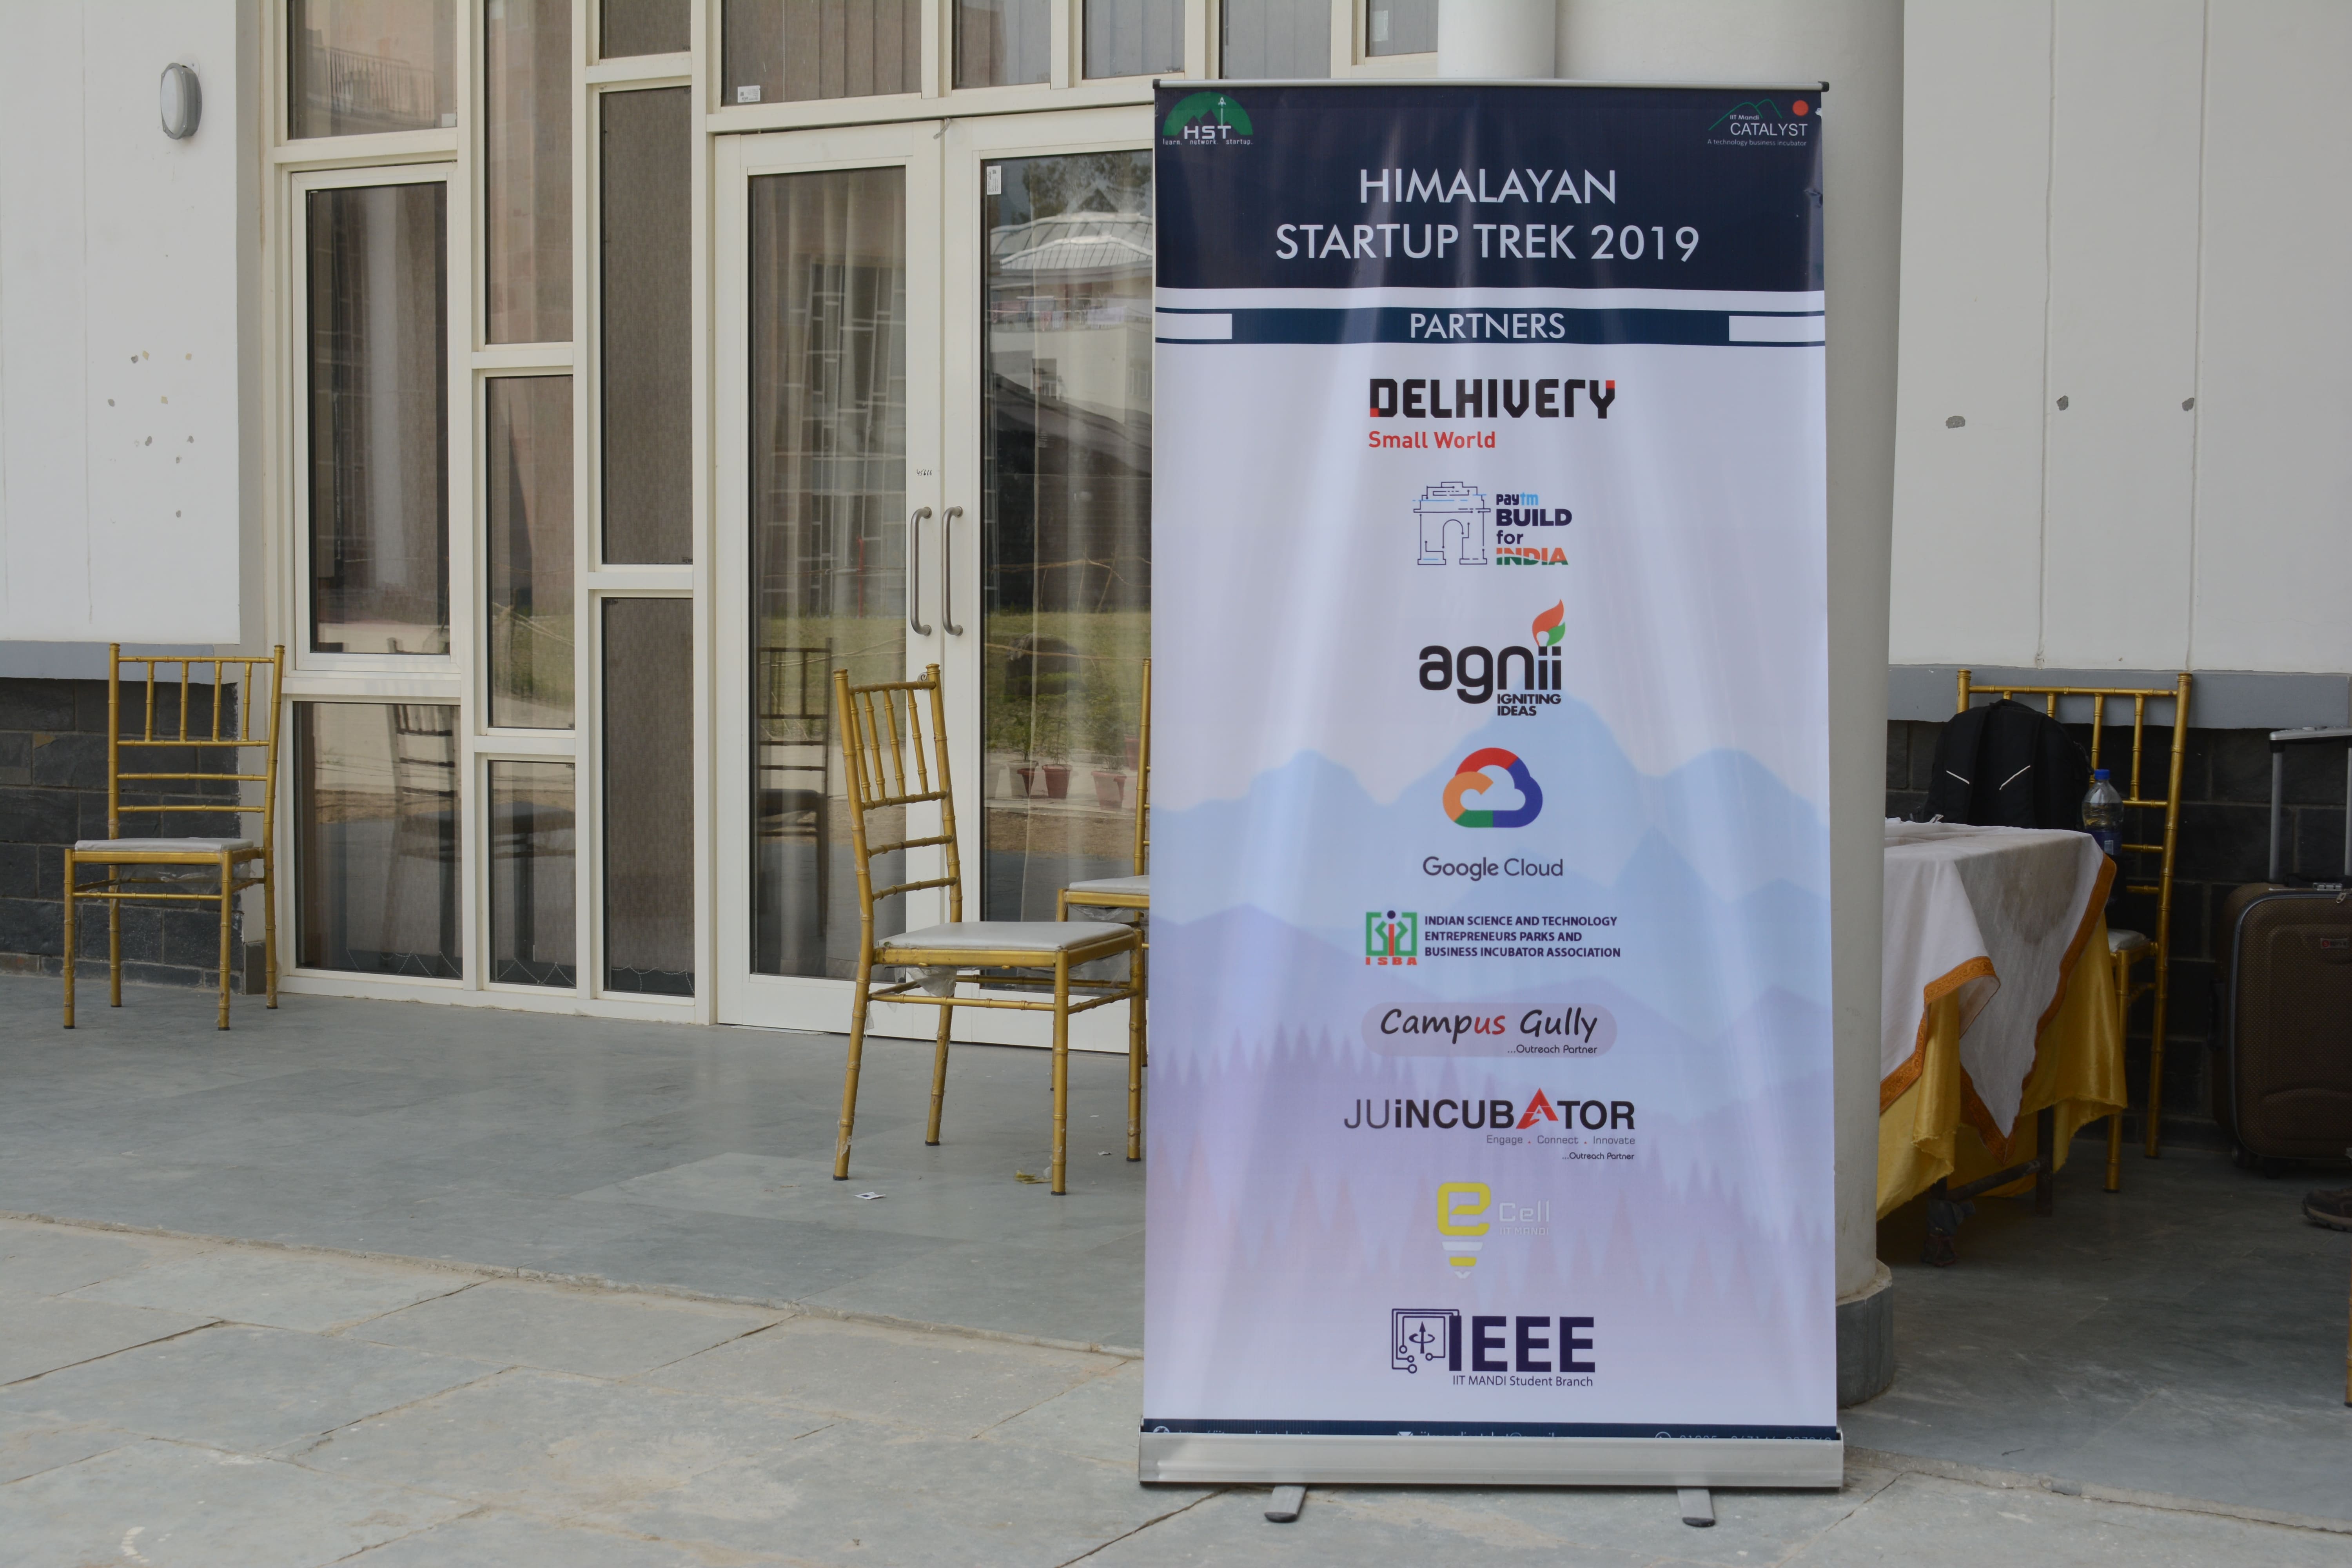 HST
learn. network. startup.
IIT Mandi
CATALYST
A technology business incubator
HIMALAYAN
STARTUP TREK 2019
PARTNERS
DELHIVERY
Small World
paytm
BUILD
for
INDIA
agnii
IGNITING
IDEAS
Google Cloud
ISBA
INDIAN SCIENCE AND TECHNOLOGY
ENTREPRENEURS PARKS AND
BUSINESS INCUBATOR ASSOCIATION
Campus Gully
...Outreach Partner
JUiNCUBATOR
Engage . Connect . Innovate
...Outreach Partner
e Cell
IIT MANDI
IEEE
IIT MANDI Student Branch